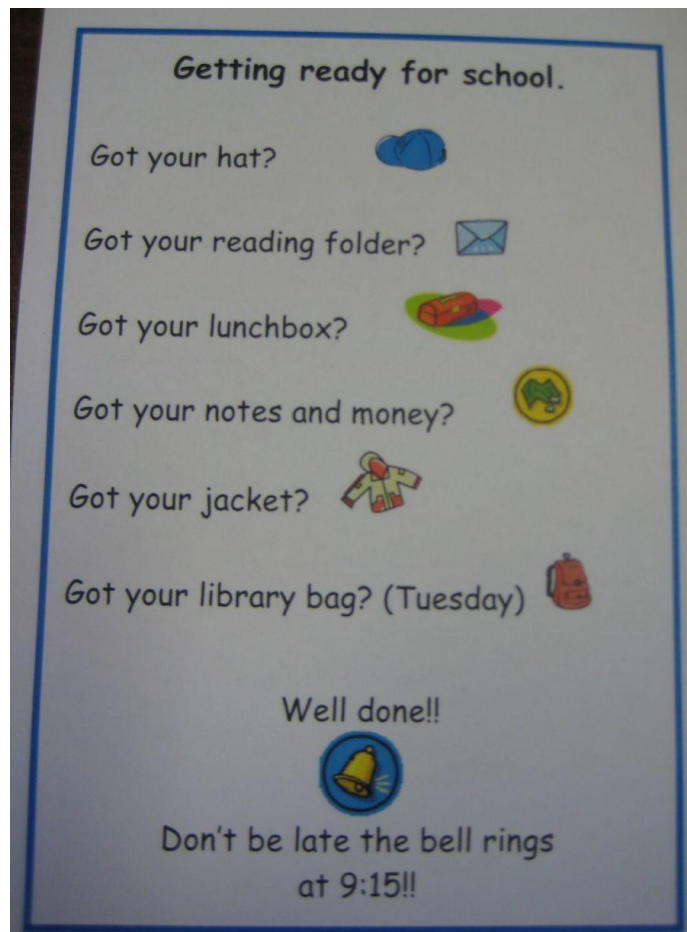 Getting ready for school.
Got your hat?
Got your reading folder?
Got your lunchbox?
Got your notes and money?
Got your jacket?
Got your library bag? (Tuesday)
Well done!!
Don't be late the bell rings
at 9:15!!